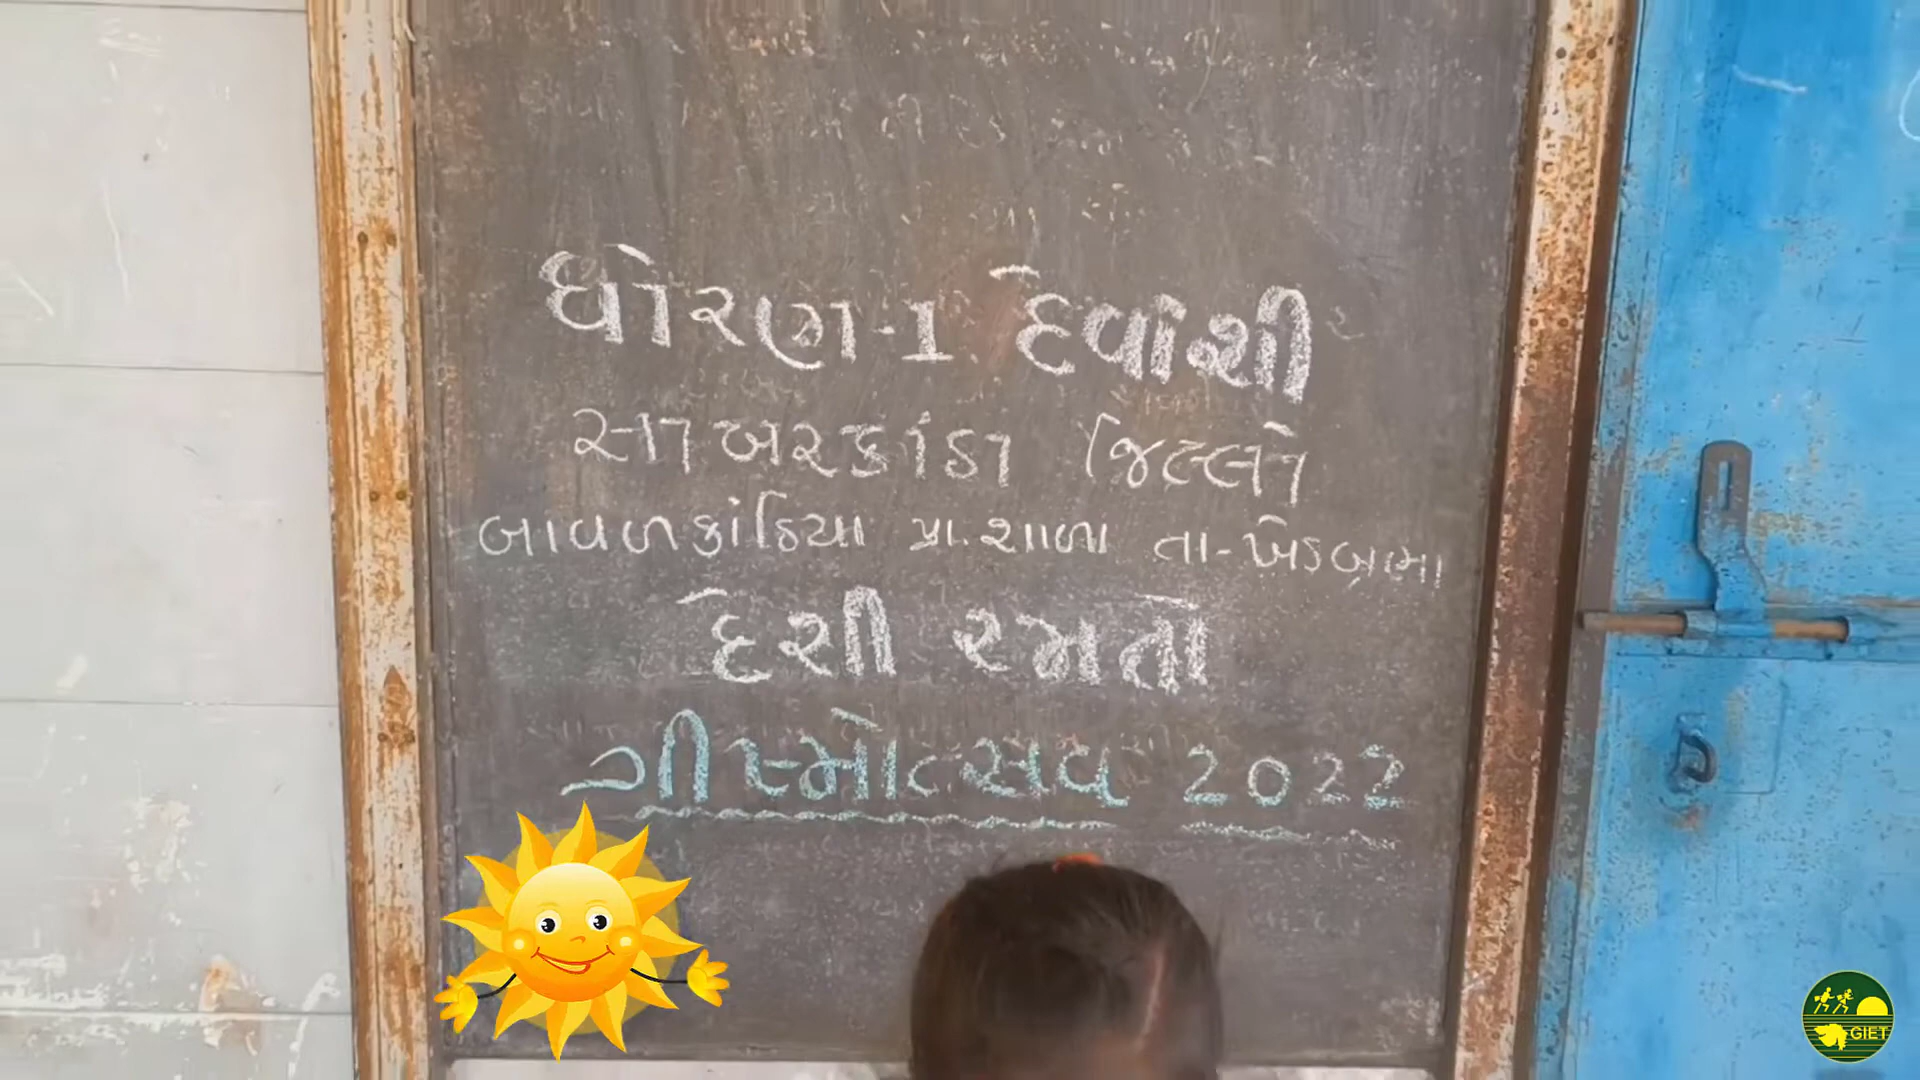 ધોરણ-1 દેવાંશી
સાબરકાંઠા જિલ્લો
બાવળકાંઠિયા પ્રા.શાળા તા-ખેડબ્રહ્મા
દેશી રમતો
ગ્રીષ્મોત્સવ 2022
GIET